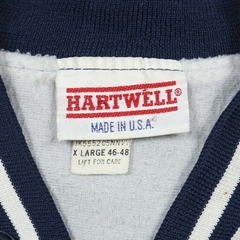 HARTWELL®
MADE IN U.S.A.
X LARGE 46-48
LIFT FOR CARE